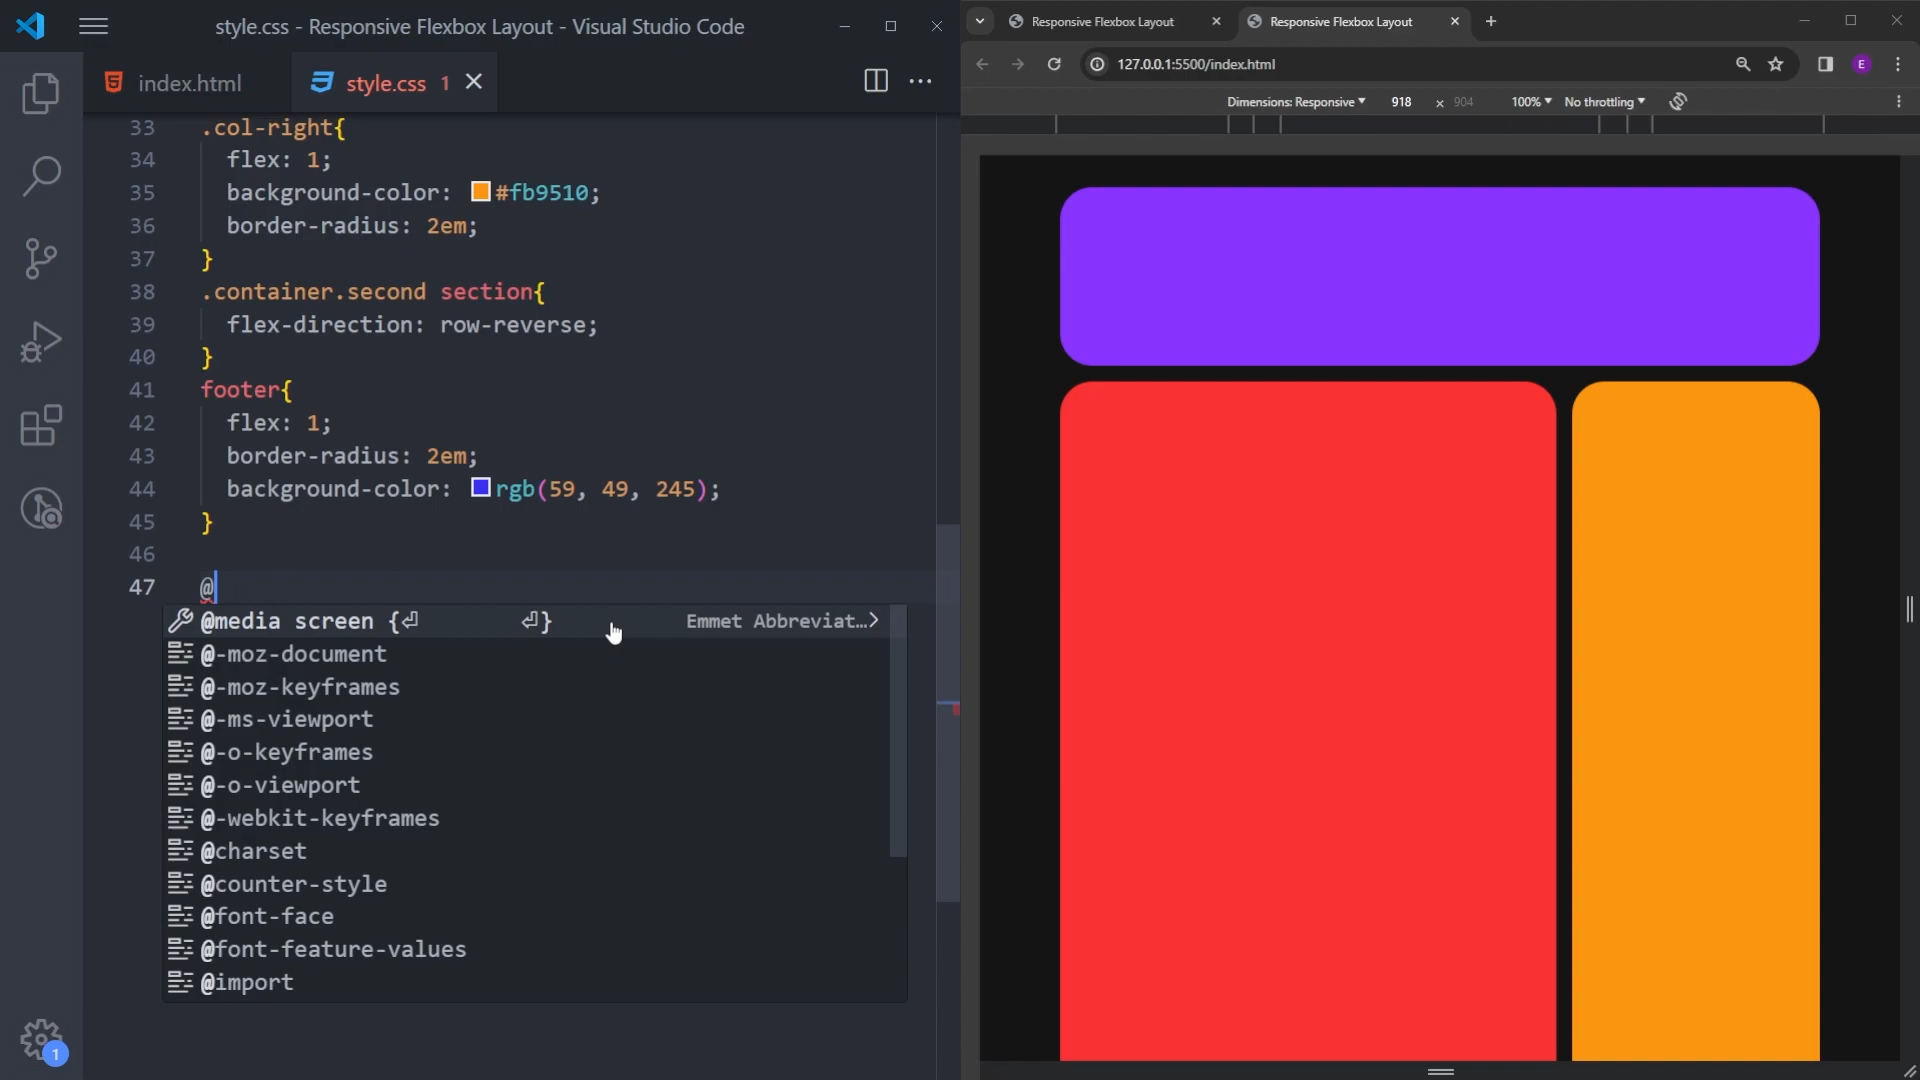 style.css - Responsive Flexbox Layout - Visual Studio Code
index.html
style.css 1
33 .col-right{
34 flex: 1;
35 background-color: #fb9510;
36 border-radius: 2em;
37 }
38 .container.second section{
39 flex-direction: row-reverse;
40 }
41 footer{
42 flex: 1;
43 border-radius: 2em;
44 background-color: rgb(59, 49, 245);
45 }
46
47 @
@media screen {⏎ ⏎} Emmet Abbreviat…
@-moz-document
@-moz-keyframes
@-ms-viewport
@-o-keyframes
@-o-viewport
@-webkit-keyframes
@charset
@counter-style
@font-face
@font-feature-values
@import
1
Responsive Flexbox Layout
Responsive Flexbox Layout
127.0.0.1:5500/index.html
E
Dimensions: Responsive 918 × 904 100% No throttling